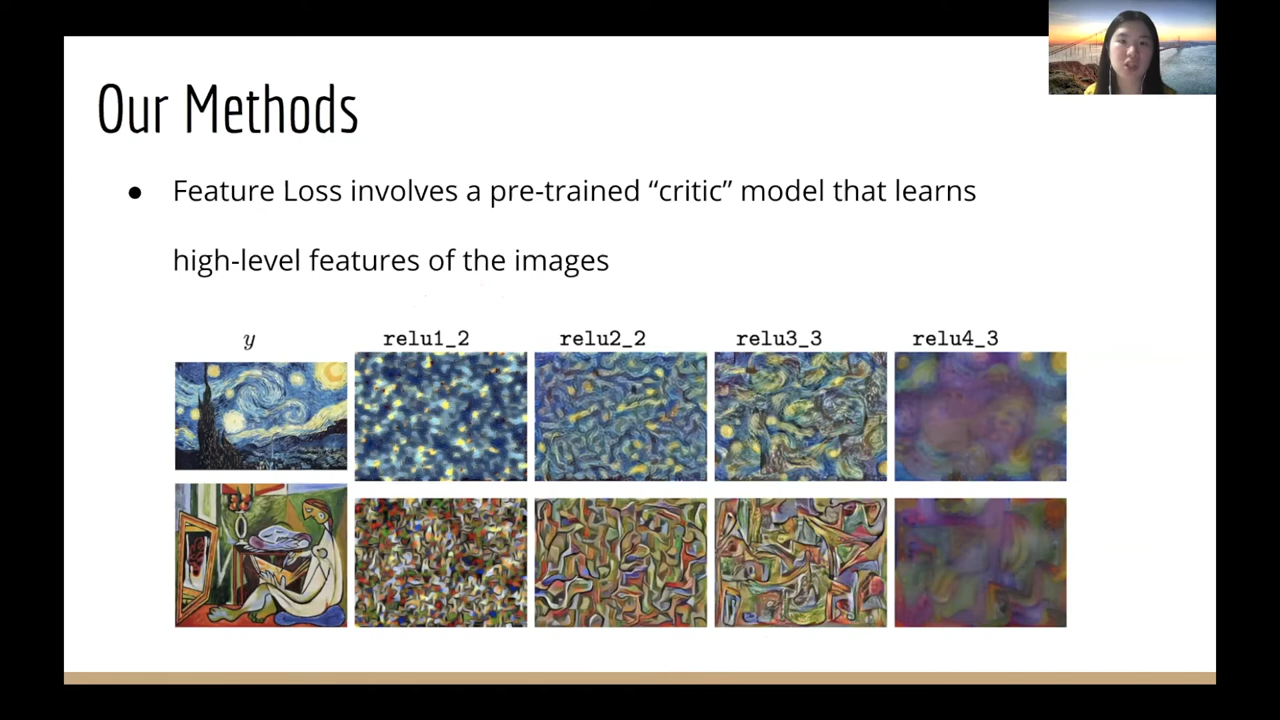 Our Methods
● Feature Loss involves a pre-trained “critic” model that learns
high-level features of the images
y relu1_2 relu2_2 relu3_3 relu4_3